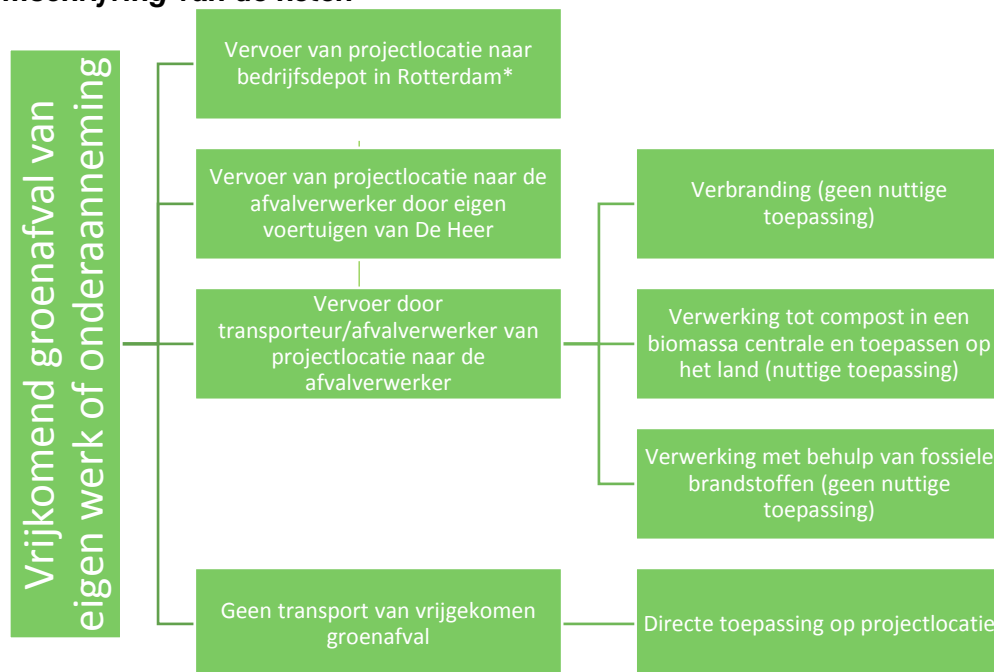 van de keten
Vrijkomend groenafval van
eigen werk of onderaanneming
Vervoer van projectlocatie naar
bedrijfsdepot in Rotterdam*
Vervoer van projectlocatie naar de
afvalverwerker door eigen
voertuigen van De Heer
Vervoer door
transporteur/afvalverwerker van
projectlocatie naar de
afvalverwerker
Geen transport van vrijgekomen
groenafval
Verbranding (geen nuttige
toepassing)
Verwerking tot compost in een
biomassa centrale en toepassen op
het land (nuttige toepassing)
Verwerking met behulp van fossiele
brandstoffen (geen nuttige
toepassing)
Directe toepassing op projectlocatie